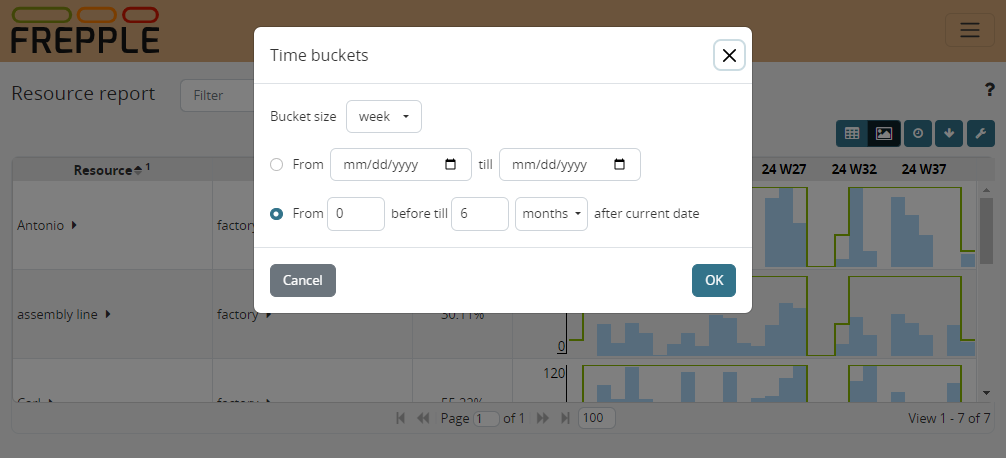 FREPPLE
Time buckets
Resource report
Filter
?
Bucket size week
From mm/dd/yyyy till mm/dd/yyyy
Resource 1
24 W27 24 W32 24 W37
From 0 before till 6 months after current date
Antonio factory
Cancel OK
assembly line factory 50.11%
0
120
Carl factory 55.32%
Page 1 of 1 100 View 1 - 7 of 7